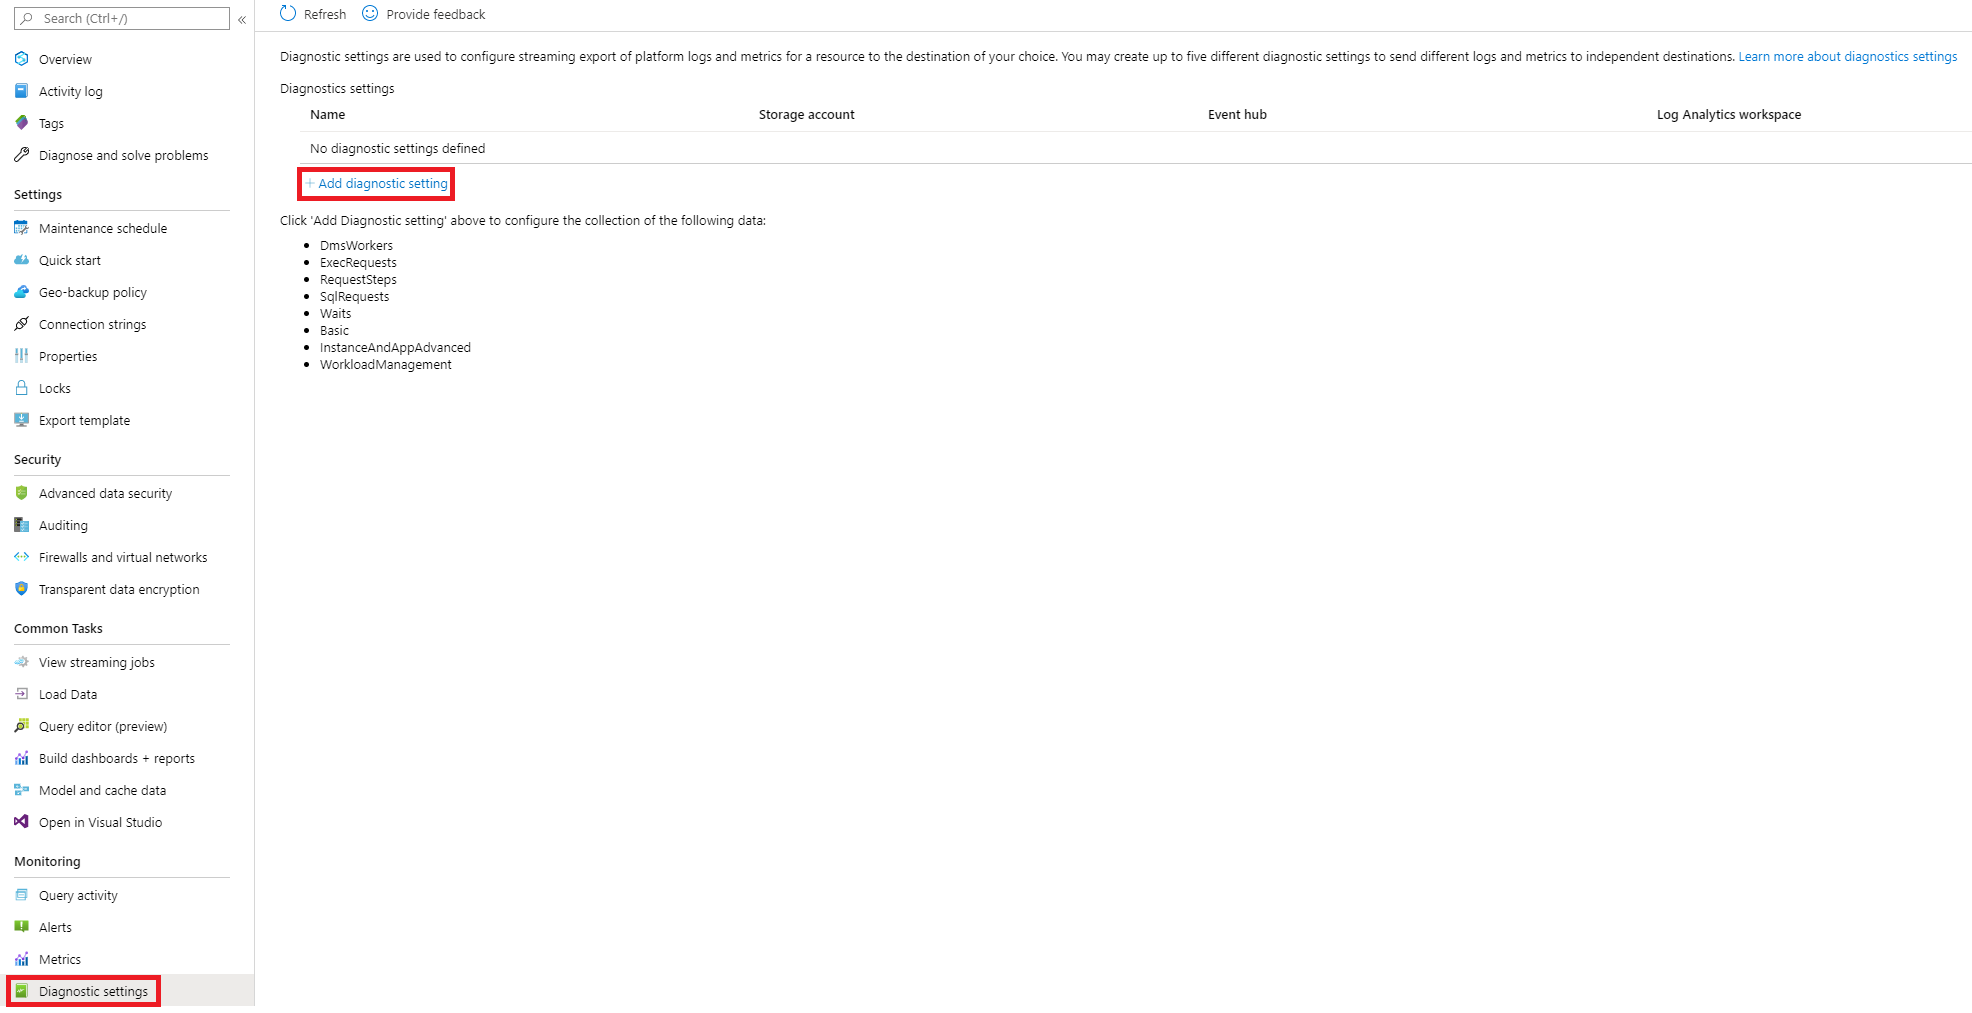 Search (Ctrl+/)
«
Overview
Activity log
Tags
Diagnose and solve problems
Settings
Maintenance schedule
Quick start
Geo-backup policy
Connection strings
Properties
Locks
Export template
Security
Advanced data security
Auditing
Firewalls and virtual networks
Transparent data encryption
Common Tasks
View streaming jobs
Load Data
Query editor (preview)
Build dashboards + reports
Model and cache data
Open in Visual Studio
Monitoring
Query activity
Alerts
Metrics
Diagnostic settings
Refresh Provide feedback
Diagnostic settings are used to configure streaming export of platform logs and metrics for a resource to the destination of your choice. You may create up to five different diagnostic settings to send different logs and metrics to independent destinations. Learn more about diagnostics settings
Diagnostics settings
Name Storage account Event hub Log Analytics workspace
No diagnostic settings defined
+ Add diagnostic setting
Click 'Add Diagnostic setting' above to configure the collection of the following data:
• DmsWorkers
• ExecRequests
• RequestSteps
• SqlRequests
• Waits
• Basic
• InstanceAndAppAdvanced
• WorkloadManagement